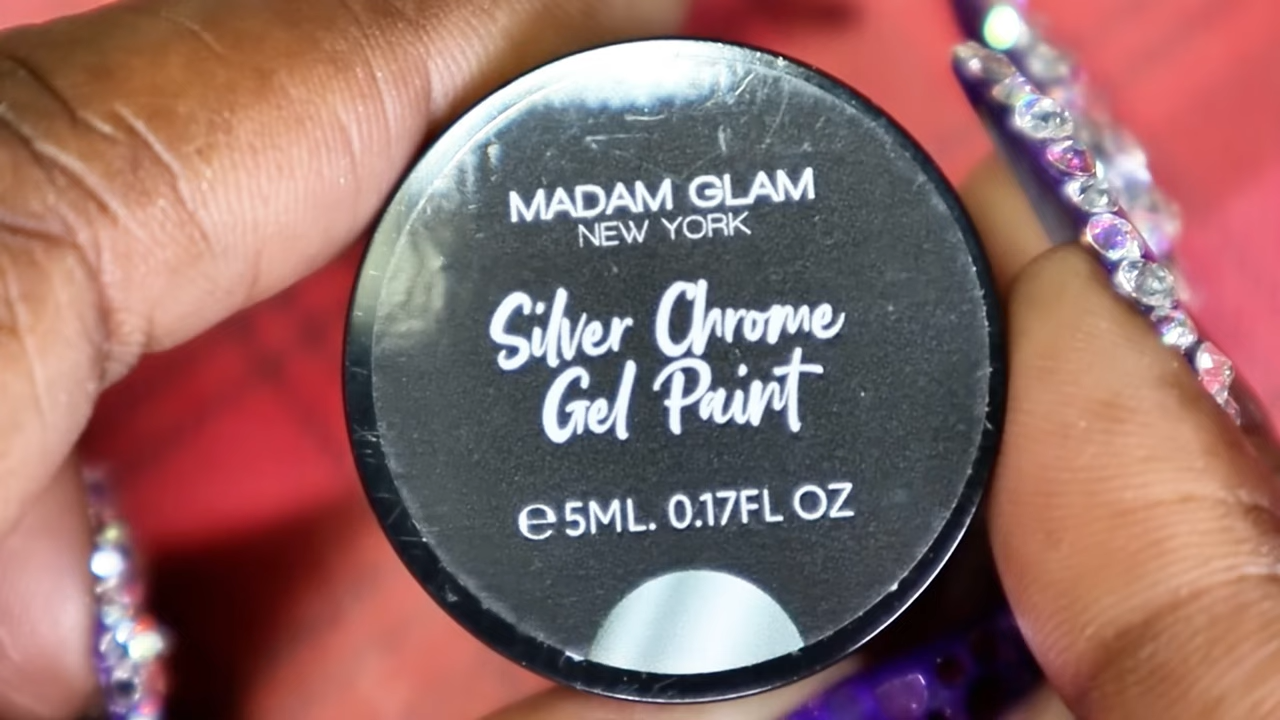 MADAM GLAM
NEW YORK
Silver Chrome
Gel Paint
℮5ML. 0.17FL OZ